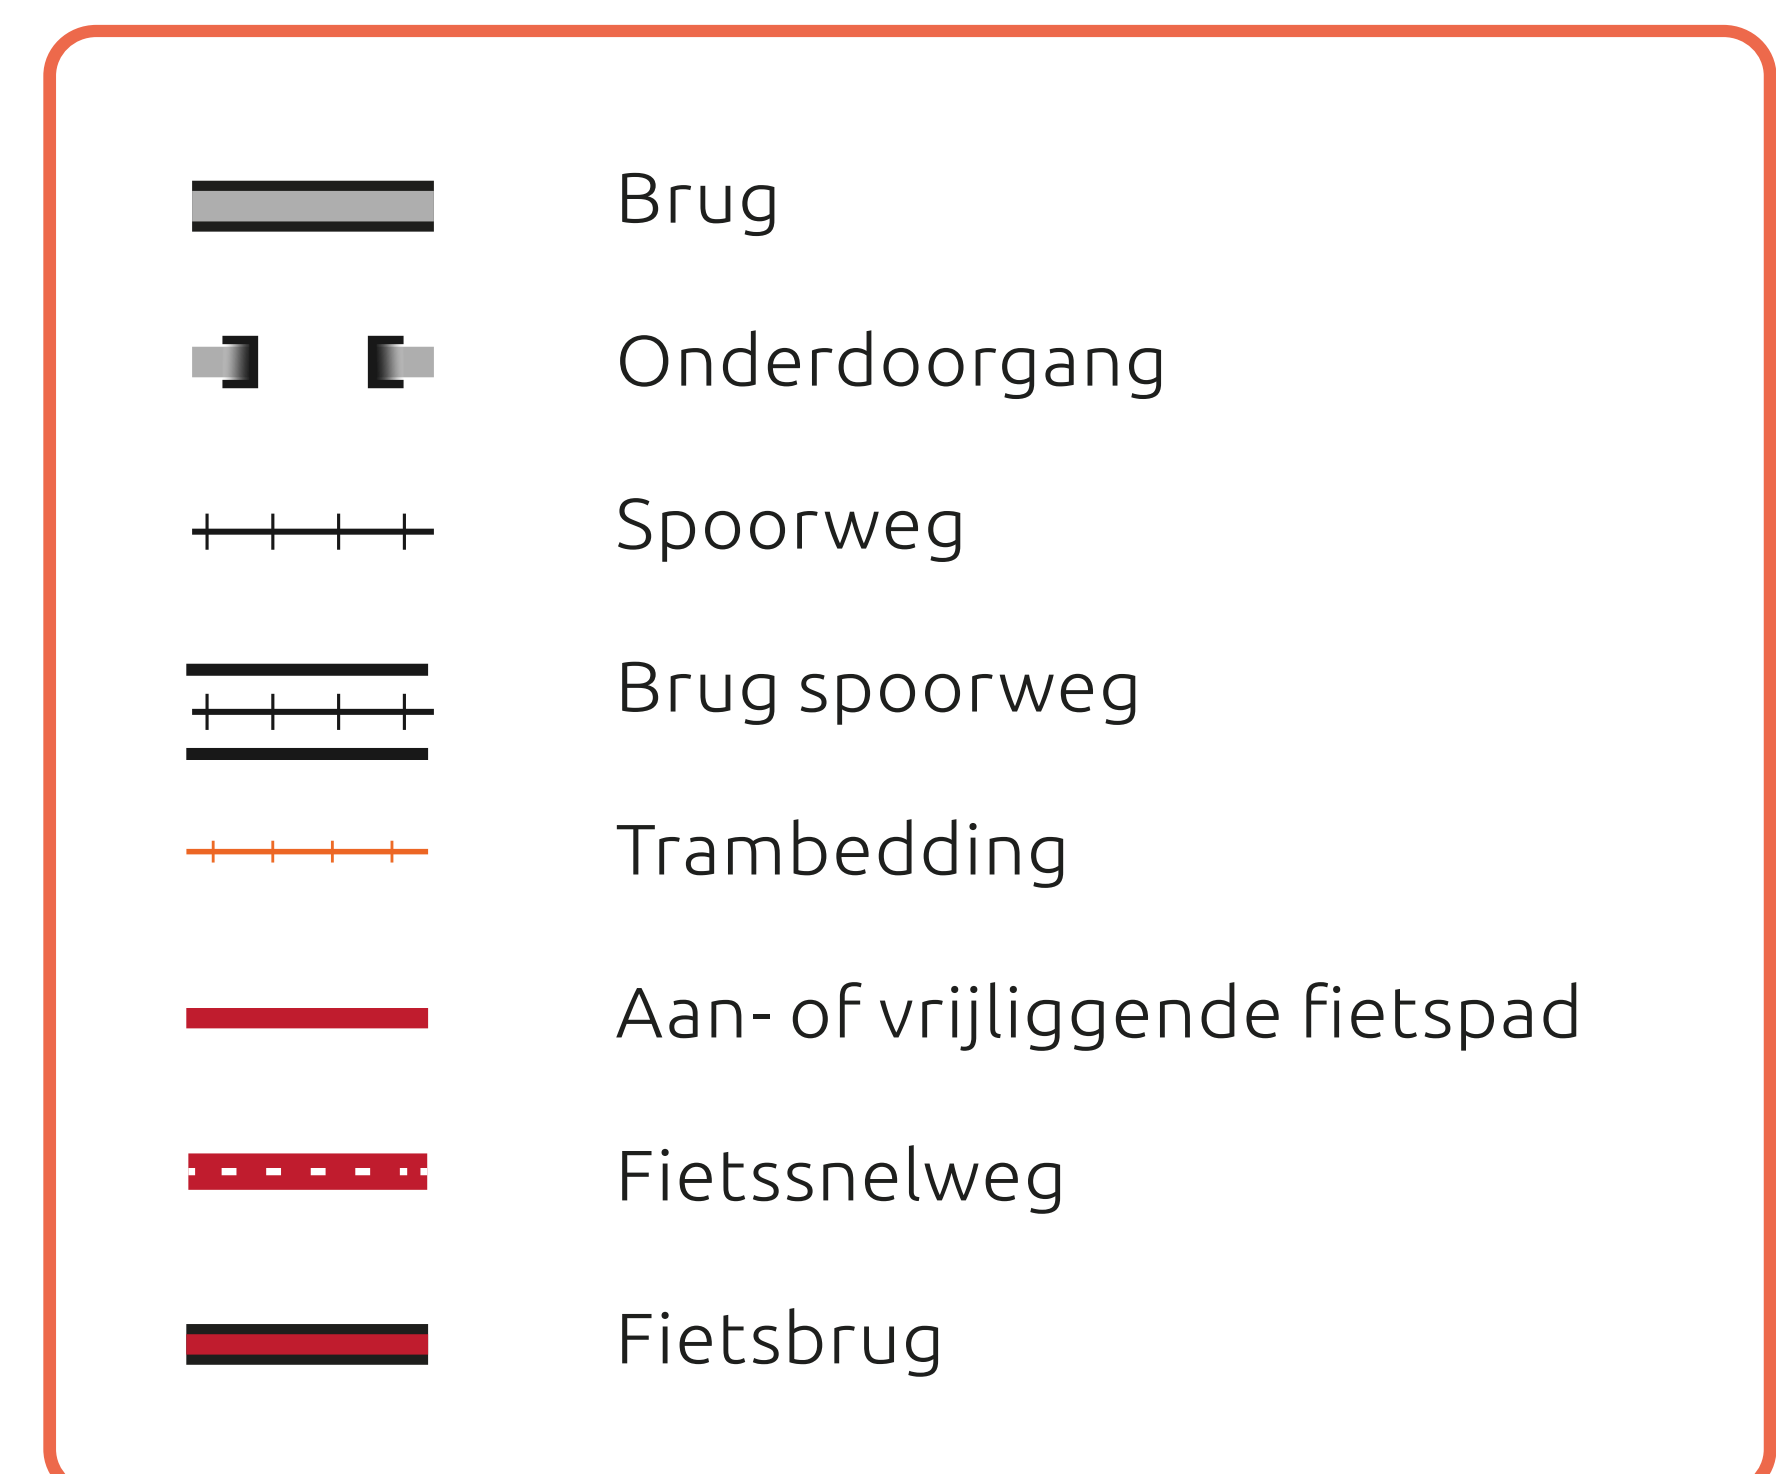 Brug
Onderdoorgang
Spoorweg
Brug spoorweg
Trambedding
Aan- of vrijliggende fietspad
Fietssnelweg
Fietsbrug